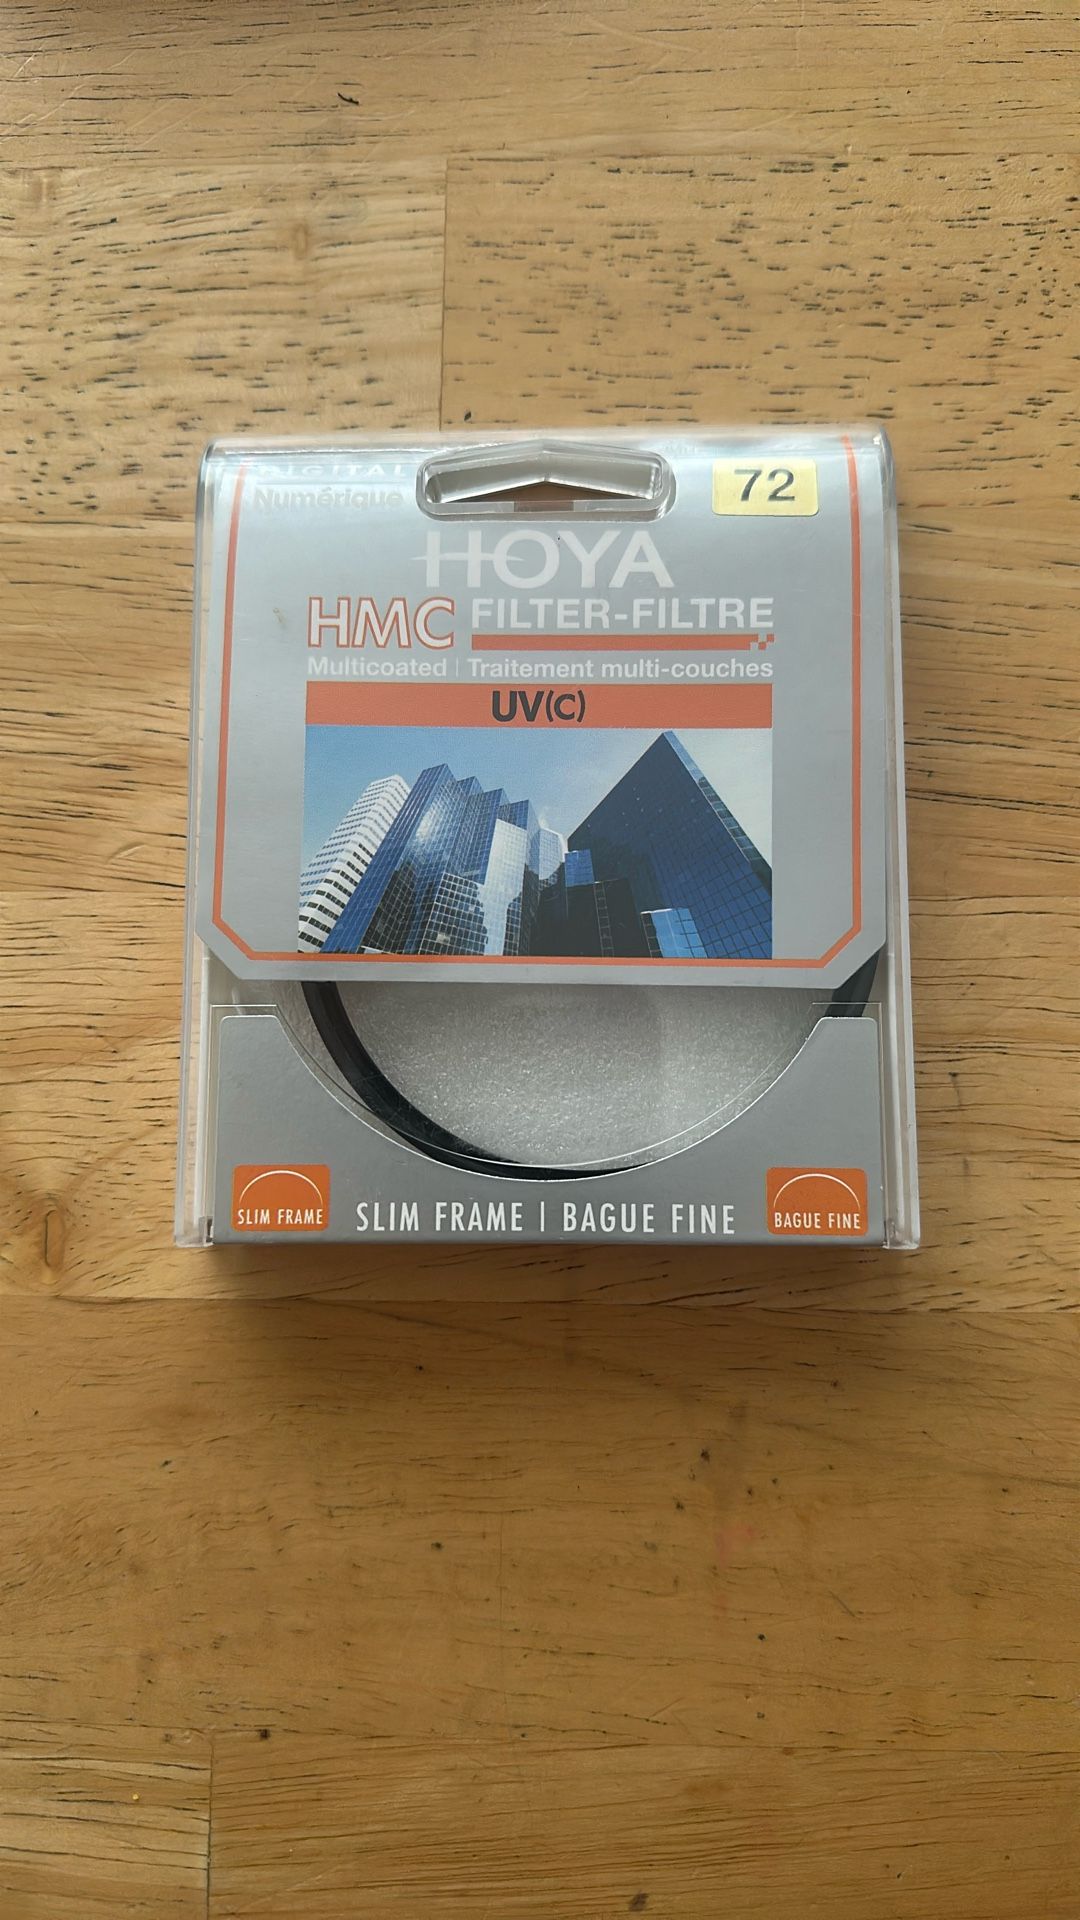 DIGITAL
Numérique
72
HOYA
HMC FILTER-FILTRE
Multicoated | Traitement multi-couches
UV(C)
SLIM FRAME
SLIM FRAME | BAGUE FINE
BAGUE FINE